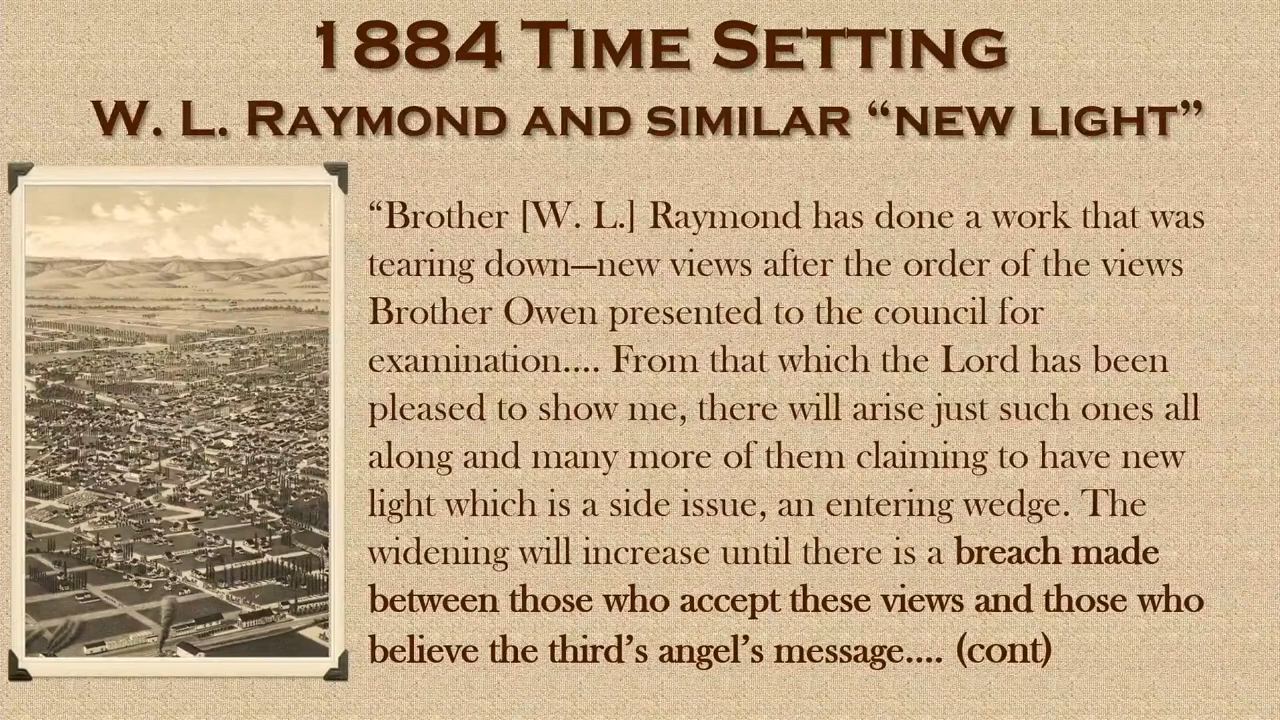 1884 Time Setting
W. L. Raymond and similar “new light”
“Brother [W. L.] Raymond has done a work that was
tearing down—new views after the order of the views
Brother Owen presented to the council for
examination.... From that which the Lord has been
pleased to show me, there will arise just such ones all
along and many more of them claiming to have new
light which is a side issue, an entering wedge. The
widening will increase until there is a breach made
between those who accept these views and those who
believe the third’s angel’s message.... (cont)